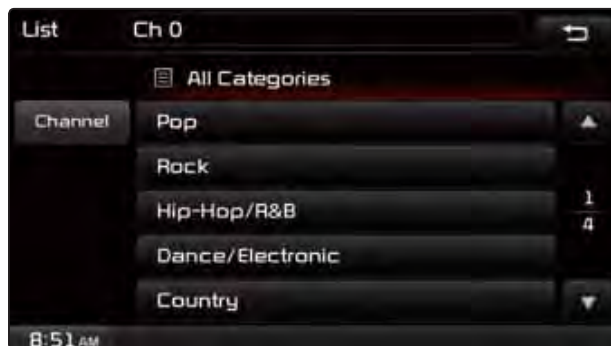 List Ch 0
All Categories
Channel Pop
Rock
Hip-Hop/R&B
1
4
Dance/Electronic
Country
8:51 AM